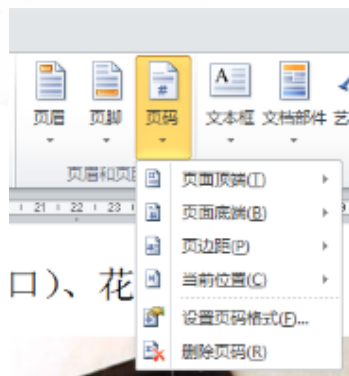 页眉 页脚 页码 文本框 文档部件 艺
页眉和页
21 22 23
页面顶端(T)
页面底端(B)
页边距(P)
当前位置(C)
口）、花
设置页码格式(F)...
删除页码(R)